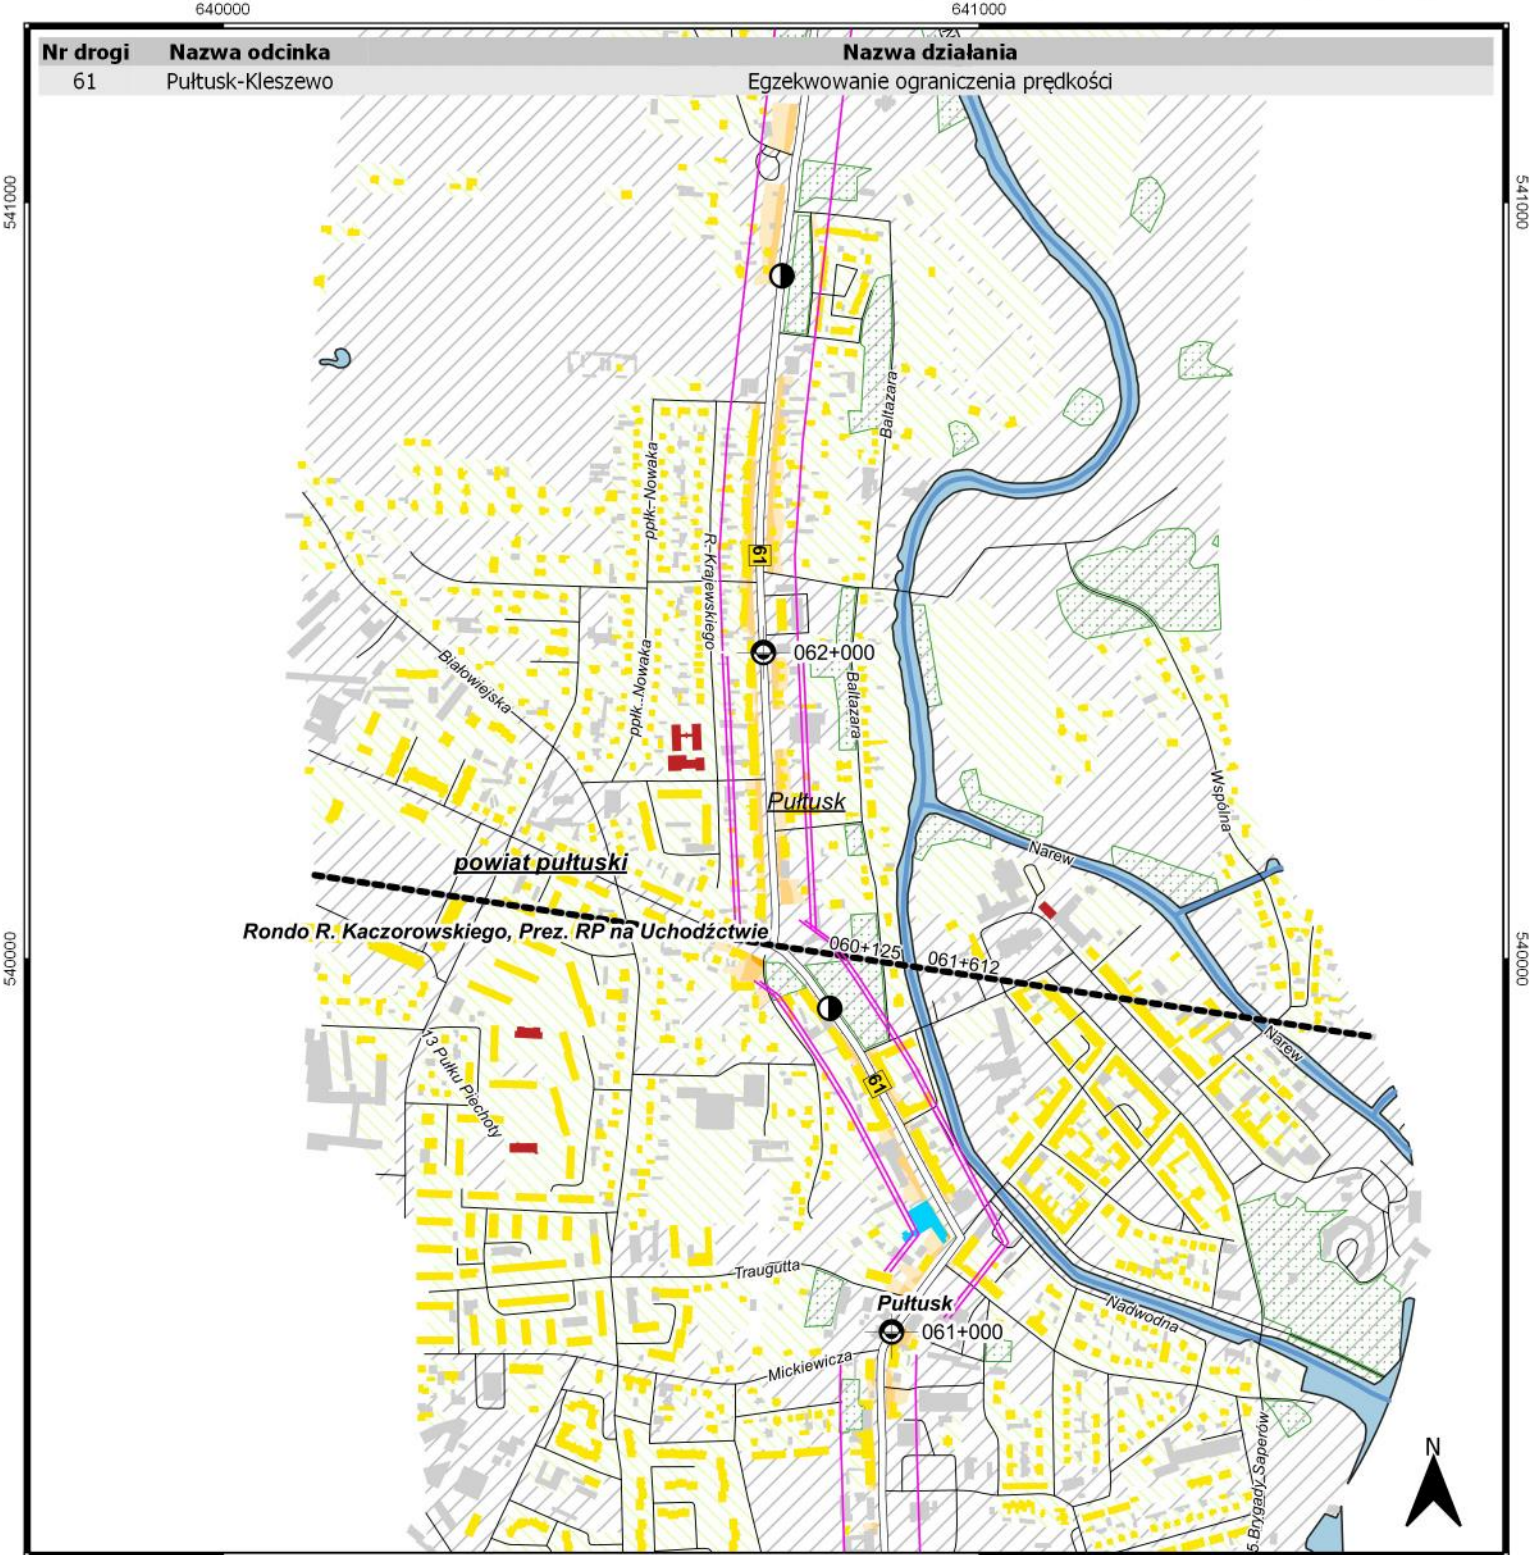 640000 641000
Nr drogi Nazwa odcinka Nazwa działania
61 Pułtusk-Kleszewo Egzekwowanie ograniczenia prędkości
541000 541000
Baltazara
ppłk. Nowaka
R. Krajewskiego
61
062+000
ppłk. Nowaka
Białowiejska
Baltazara
Wspólna
Pułtusk
Narew
powiat pułtuski
Rondo R. Kaczorowskiego, Prez. RP na Uchodźctwie
060+125 061+612
540000 540000
Narew
13 Pułku Piechoty
61
Traugutta
Pułtusk
Nadwodna
061+000
Mickiewicza
5 Brygady Saperów
N